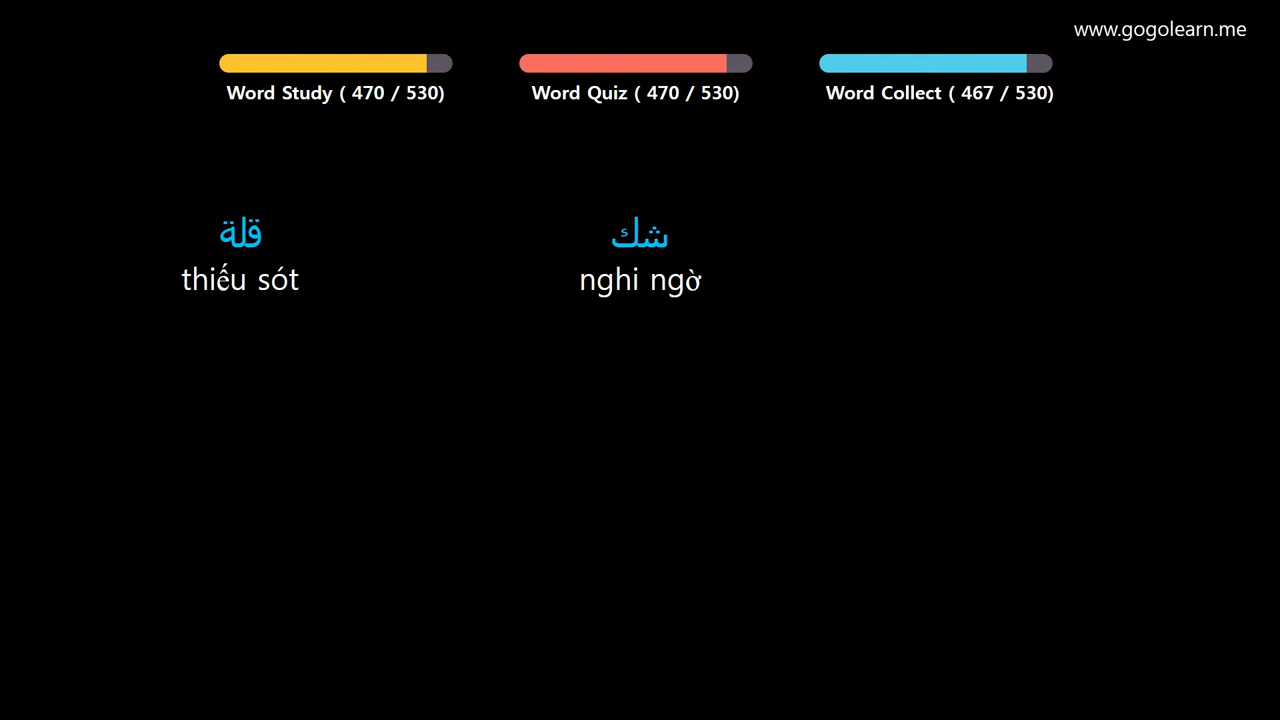 www.gogolearn.me
Word Study ( 470 / 530)
Word Quiz ( 470 / 530)
Word Collect ( 467 / 530)
قلة
thiếu sót
شك
nghi ngờ